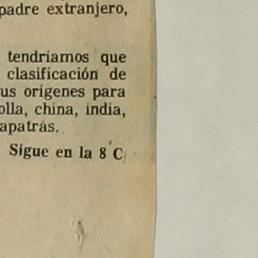 padre extranjero,
tendríamos que
clasificación de
us orígenes para
olla, china, india,
apatrás.
Sigue en la 8 C